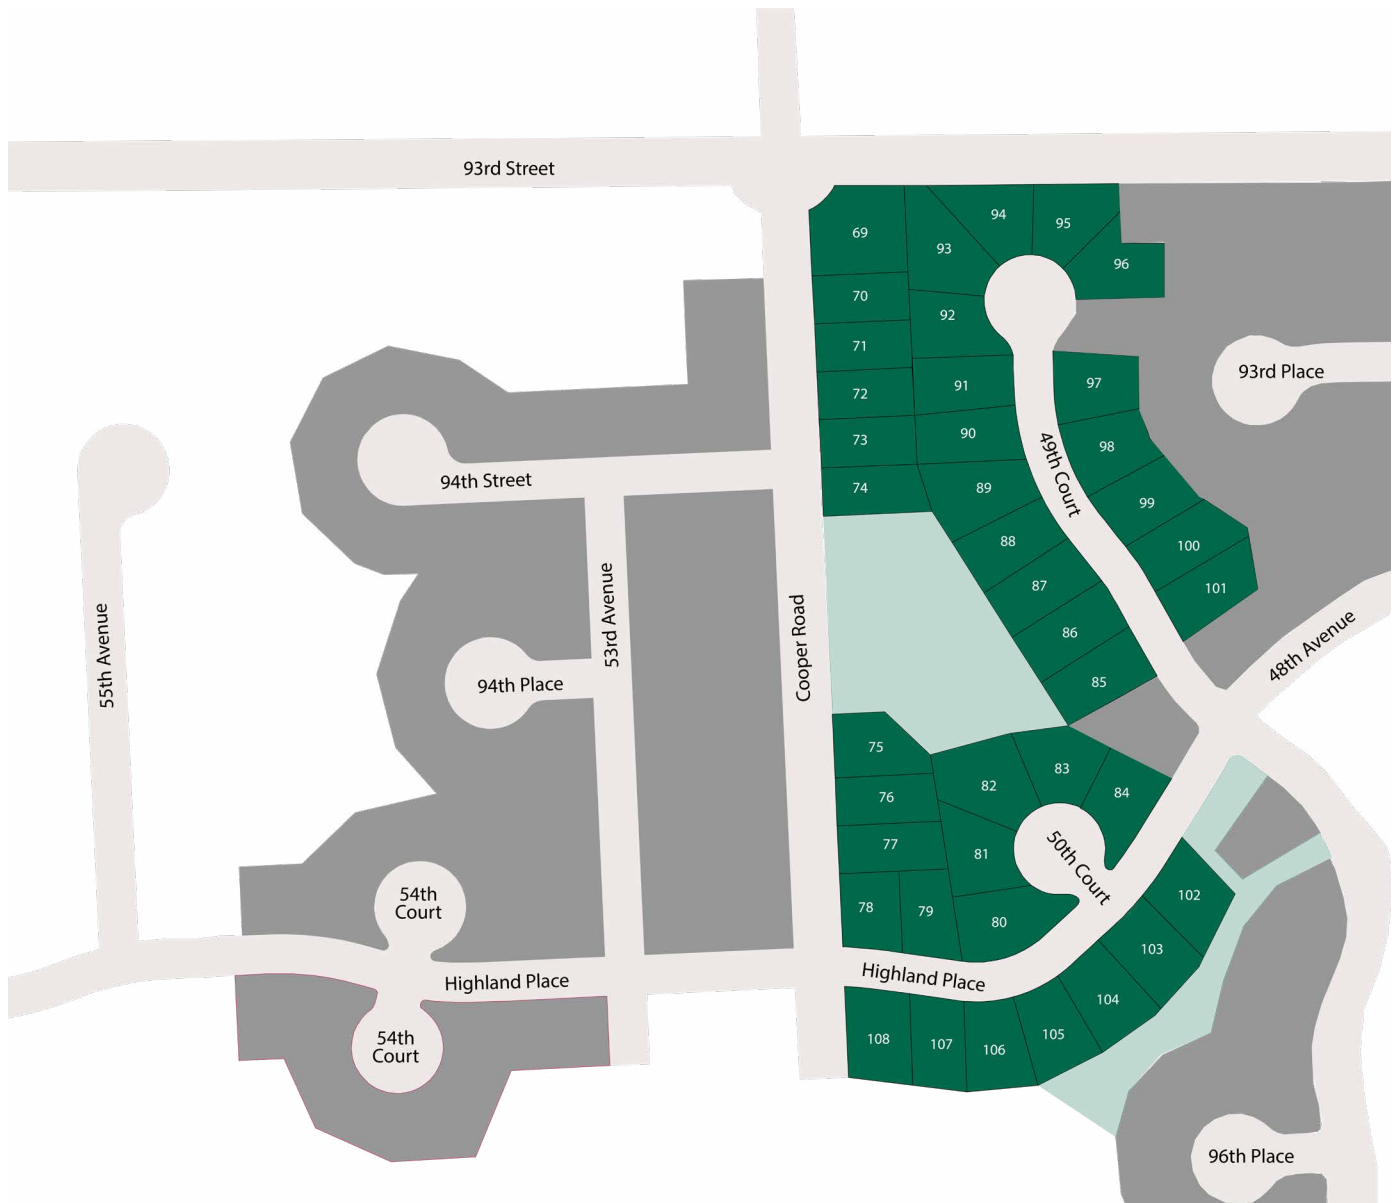 93rd Street
69
93
94
95
96
70
92
71
91
97
93rd Place
72
73
90
49th Court
98
94th Street
74
89
99
88
100
87
101
53rd Avenue
55th Avenue
Cooper Road
86
48th Avenue
94th Place
85
75
83
82
84
76
77
81
50th Court
54th
Court
78
79
80
102
103
Highland Place
Highland Place
104
54th
Court
108
107
106
105
96th Place